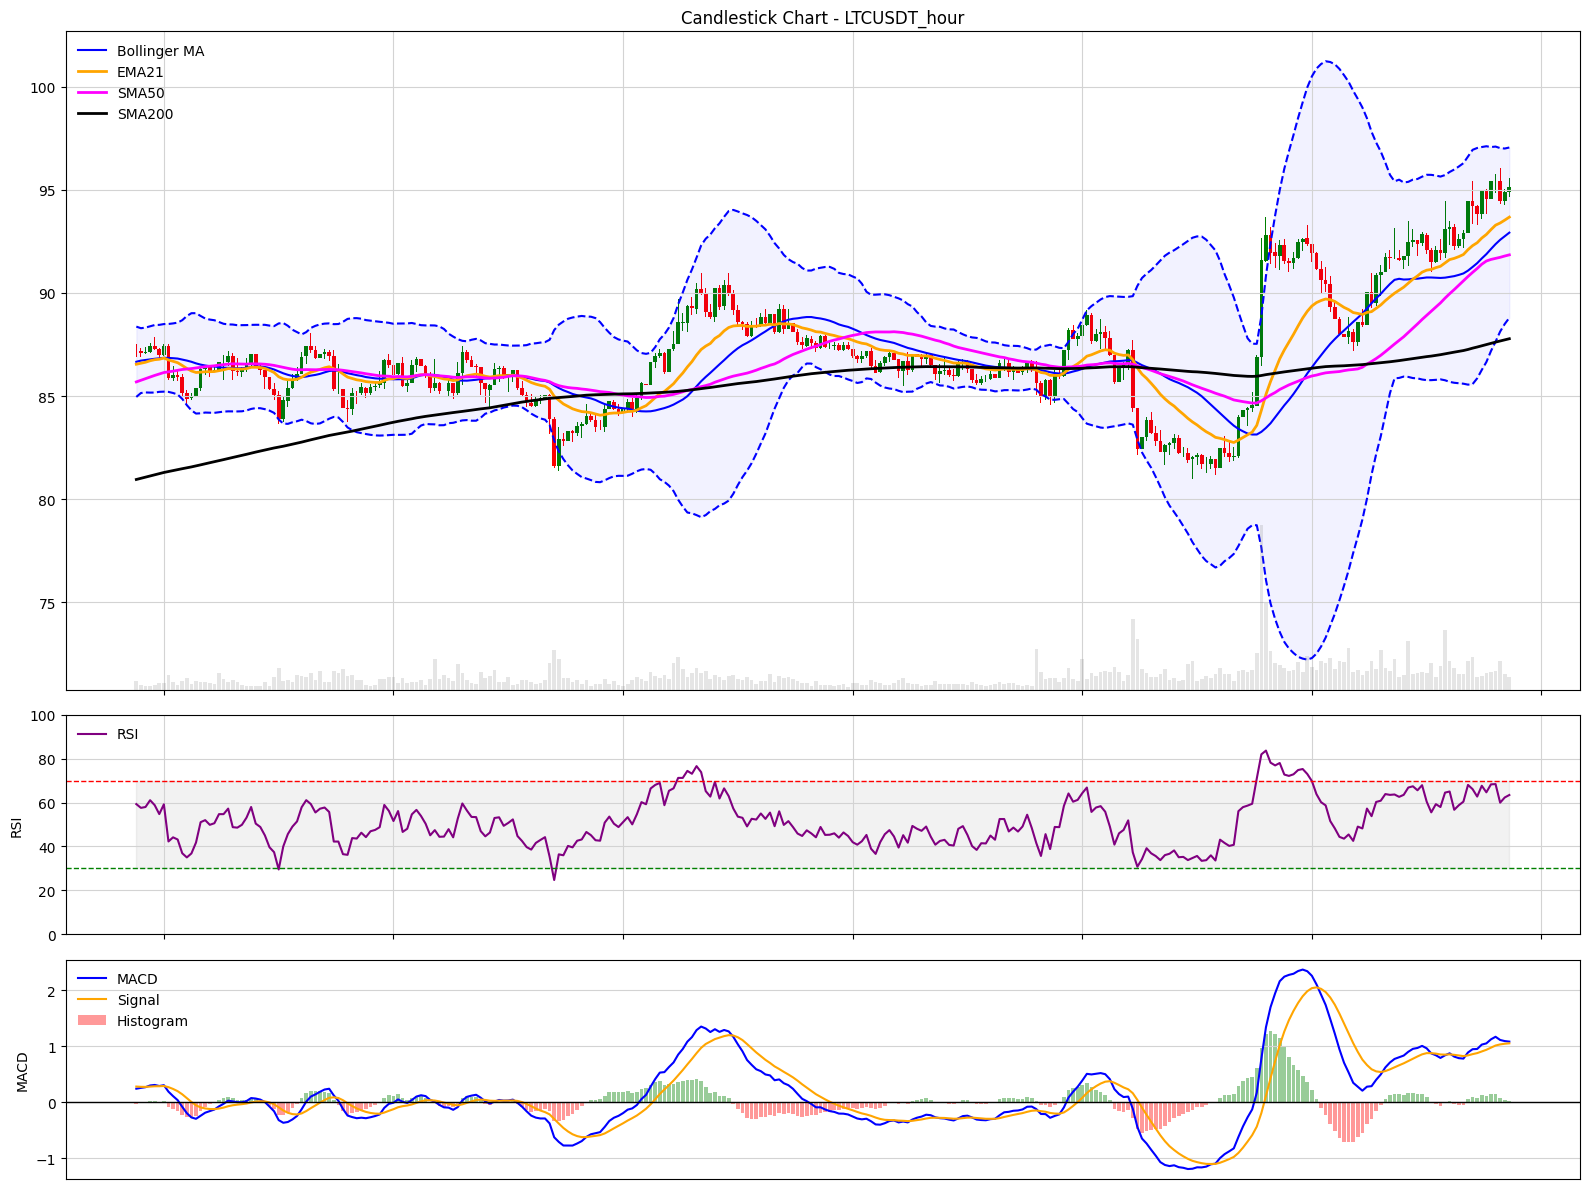 Candlestick Chart - LTCUSDT_hour
Bollinger MA
EMA21
SMA50
SMA200
100
95
90
85
80
75
RSI
100
80
60
40
20
0
RSI
MACD
Signal
Histogram
2
1
0
−1
MACD